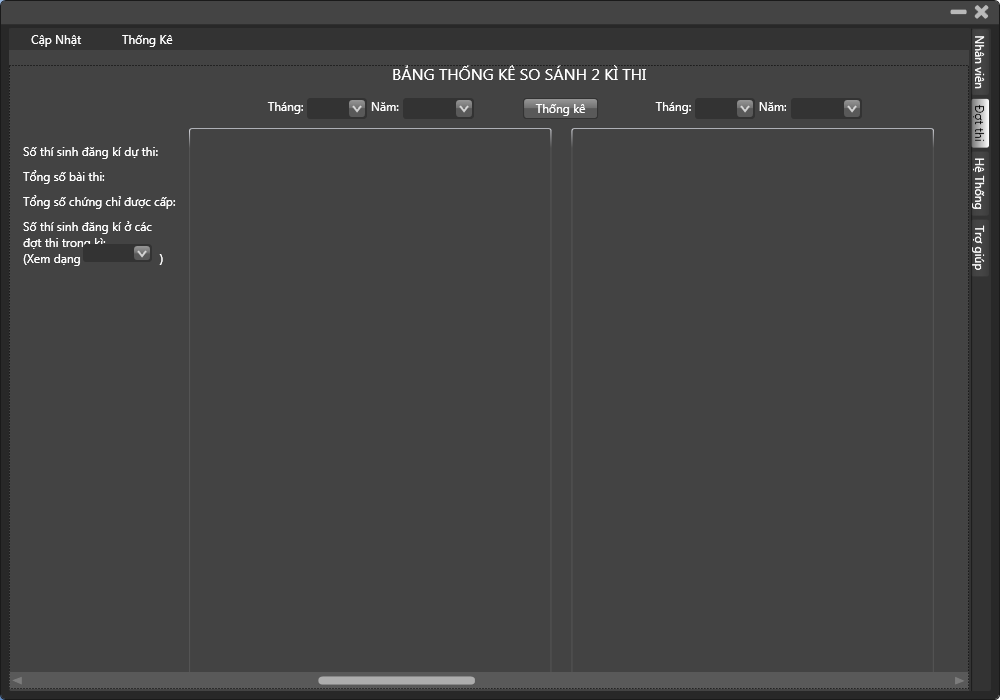 Cập Nhật Thống Kê
BẢNG THỐNG KÊ SO SÁNH 2 KÌ THI
Tháng: Năm: Thống kê Tháng: Năm:
Số thí sinh đăng kí dự thi:
Tổng số bài thi:
Tổng số chứng chỉ được cấp:
Số thí sinh đăng kí ở các
đợt thi trong kì:
(Xem dạng )
Nhân viên
Đợt thi
Hệ Thống
Trợ giúp